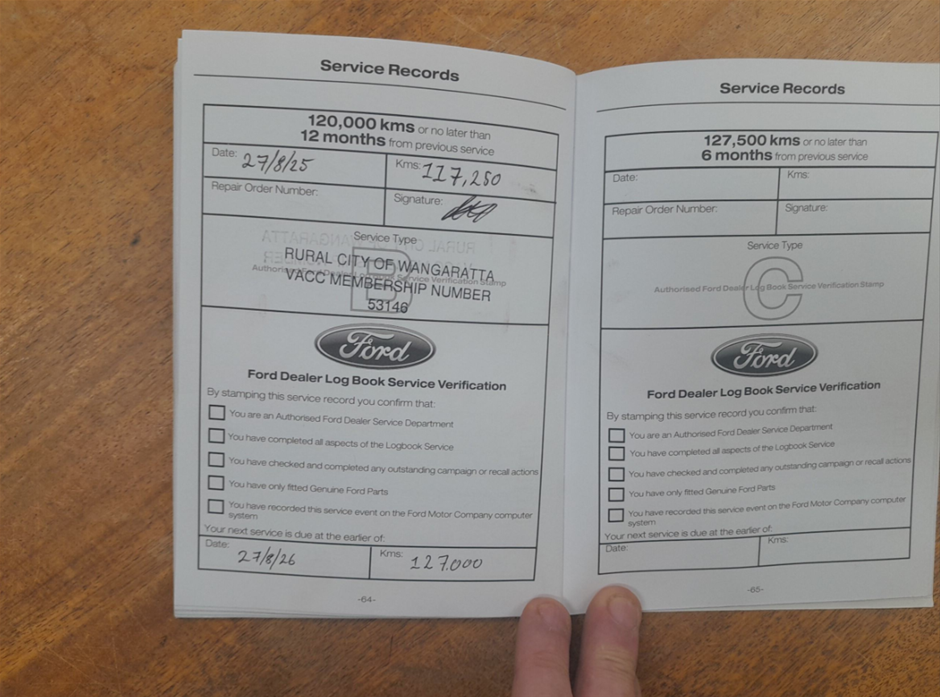 Service Records
120,000 kms or no later than
12 months from previous service
Date: 27/8/25
Kms: 117,250
Repair Order Number:
Signature:
Service Type
B
Authorised Ford Dealer Log Book Service Verification Stamp
RURAL CITY OF WANGARATTA
VACC MEMBERSHIP NUMBER
53146
Ford
Ford Dealer Log Book Service Verification
By stamping this service record you confirm that:
You are an Authorised Ford Dealer Service Department
You have completed all aspects of the Logbook Service
You have checked and completed any outstanding campaign or recall actions
You have only fitted Genuine Ford Parts
You have recorded this service event on the Ford Motor Company computer
system
Your next service is due at the earlier of:
Date: 27/8/26
Kms: 127.000
-64-
Service Records
127,500 kms or no later than
6 months from previous service
Date:
Kms:
Repair Order Number:
Signature:
Service Type
C
Authorised Ford Dealer Log Book Service Verification Stamp
Ford
Ford Dealer Log Book Service Verification
By stamping this service record you confirm that:
You are an Authorised Ford Dealer Service Department
You have completed all aspects of the Logbook Service
You have checked and completed any outstanding campaign or recall actions
You have only fitted Genuine Ford Parts
You have recorded this service event on the Ford Motor Company computer
system
Your next service is due at the earlier of:
Date:
Kms:
-65-